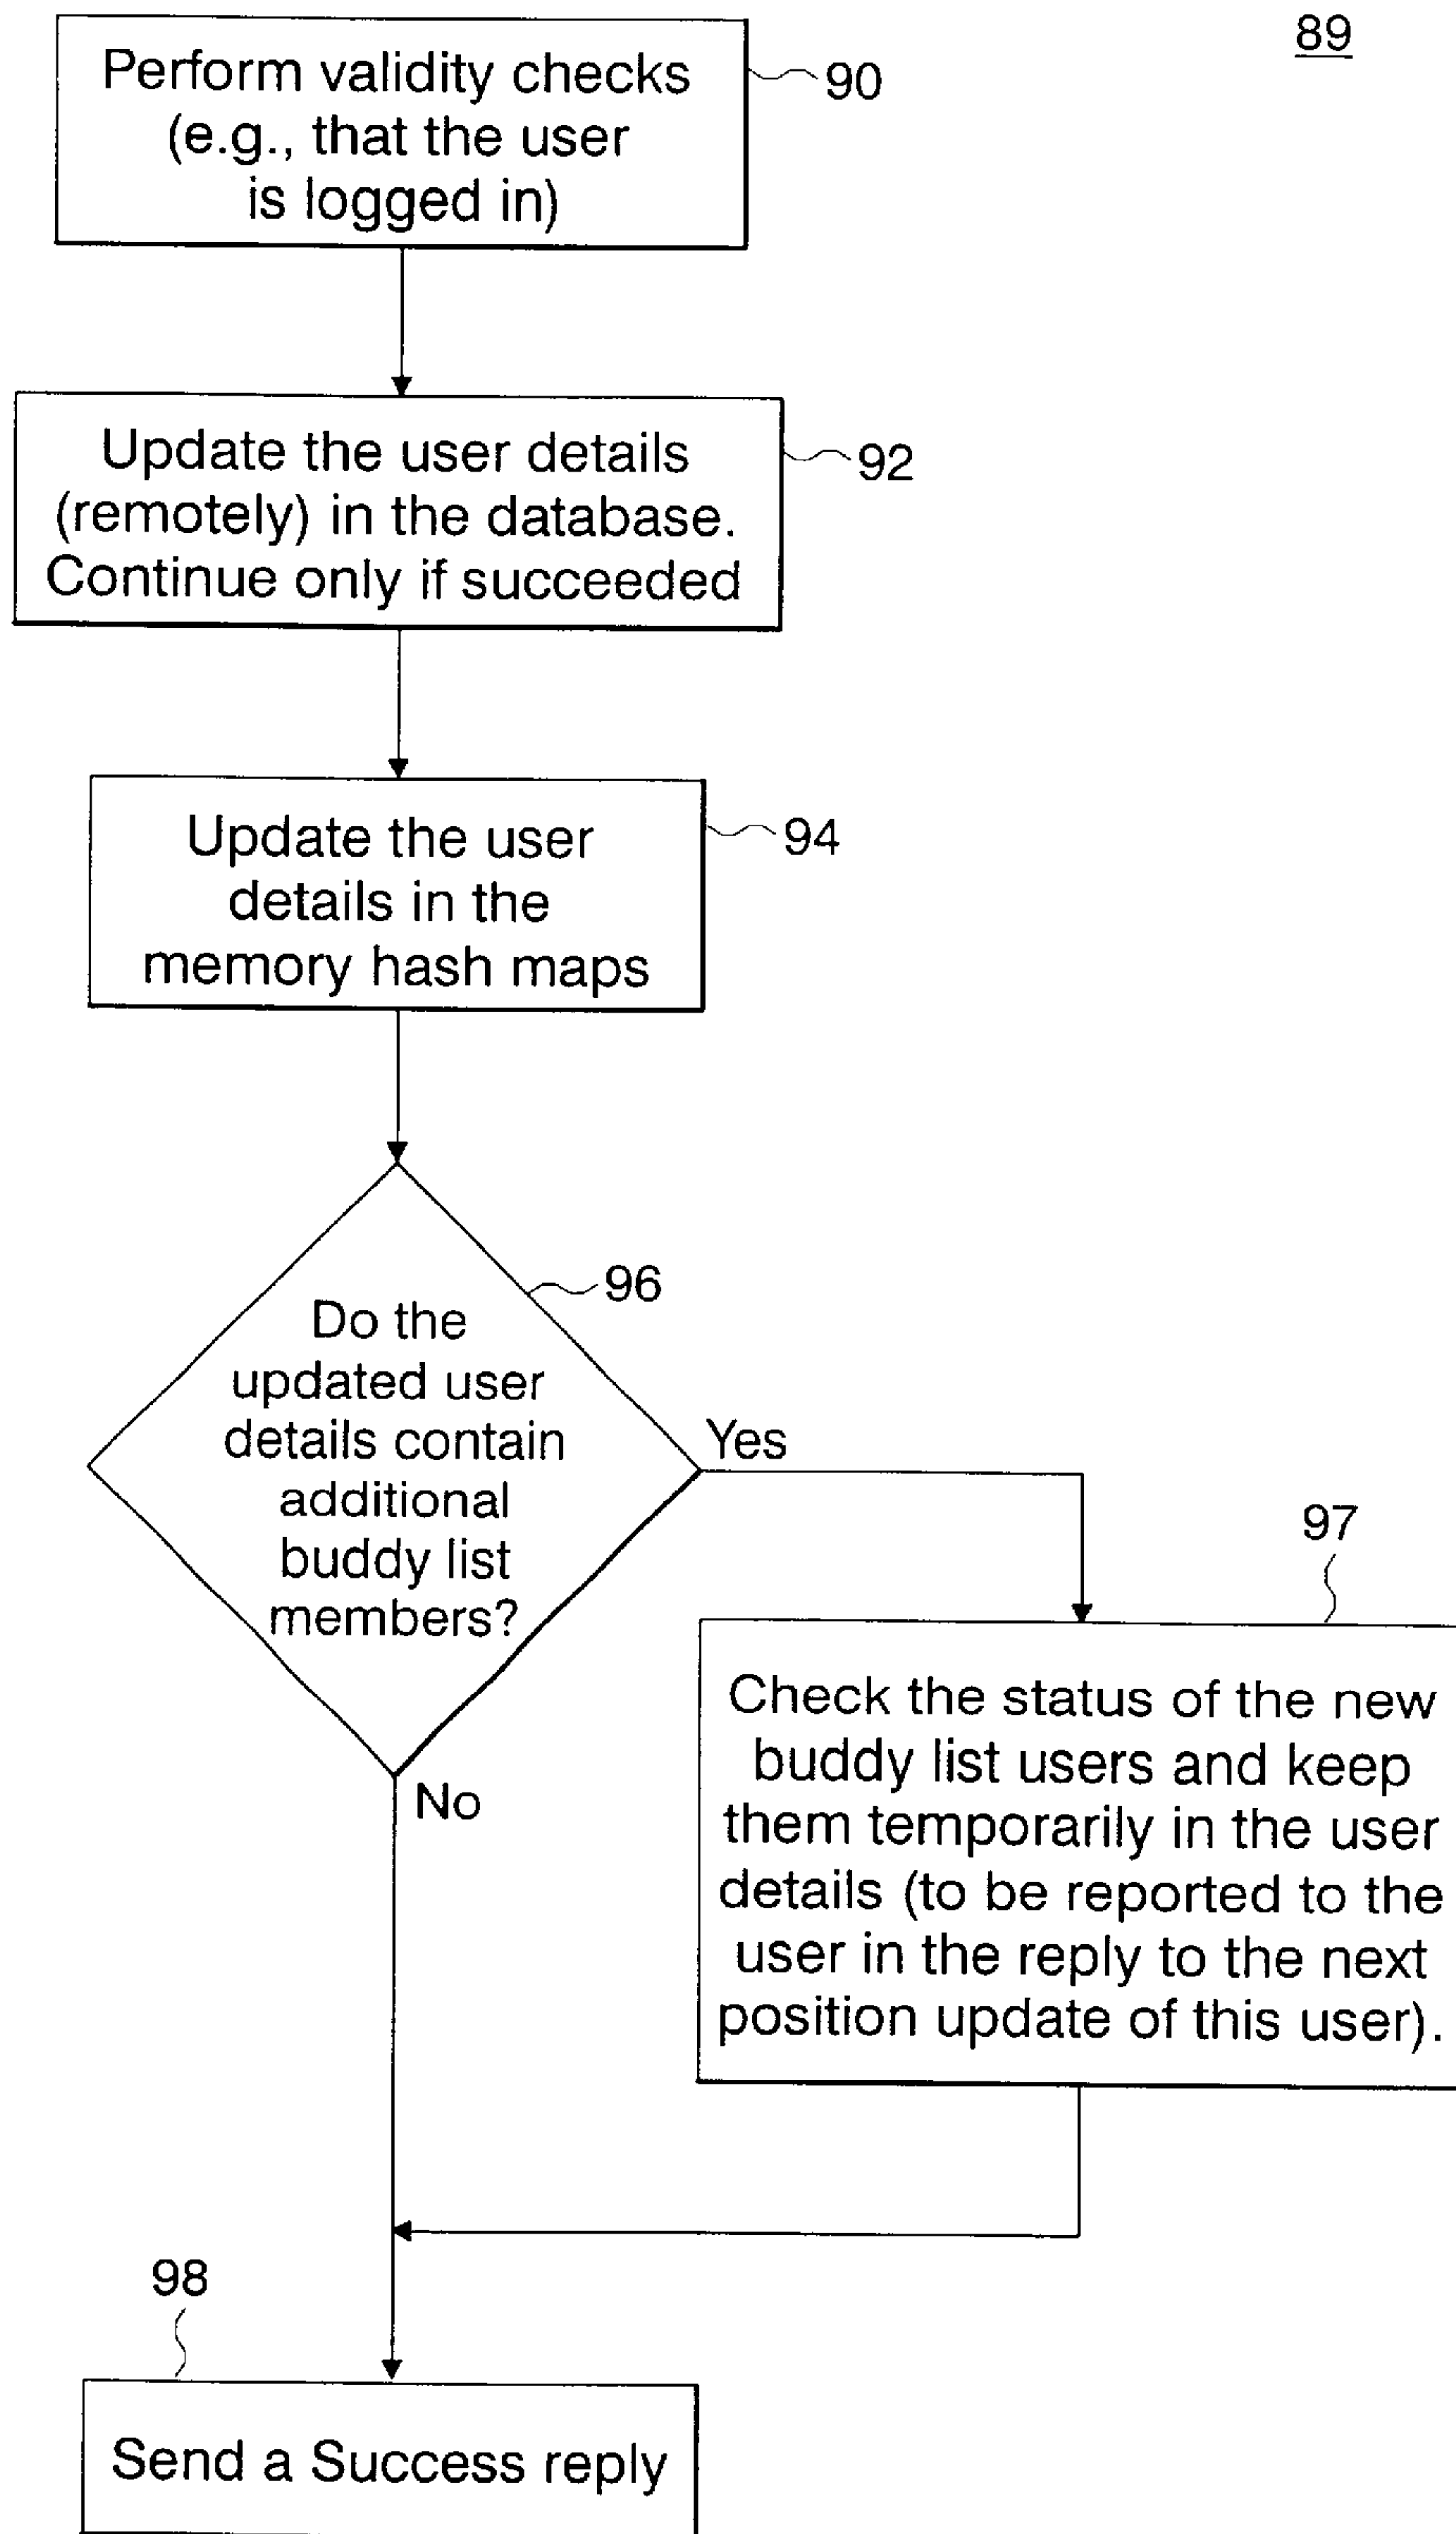 89
Perform validity checks
(e.g., that the user
is logged in)
90
Update the user details
(remotely) in the database.
Continue only if succeeded
92
Update the user
details in the
memory hash maps
94
Do the
updated user
details contain
additional
buddy list
members?
96
Yes
No
97
Check the status of the new
buddy list users and keep
them temporarily in the user
details (to be reported to the
user in the reply to the next
position update of this user).
98
Send a Success reply